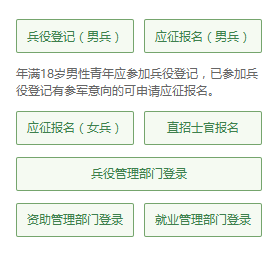 兵役登记（男兵） 应征报名（男兵）
年满18岁男性青年应参加兵役登记，已参加兵
役登记有参军意向的可申请应征报名。
应征报名（女兵） 直招士官报名
兵役管理部门登录
资助管理部门登录 就业管理部门登录